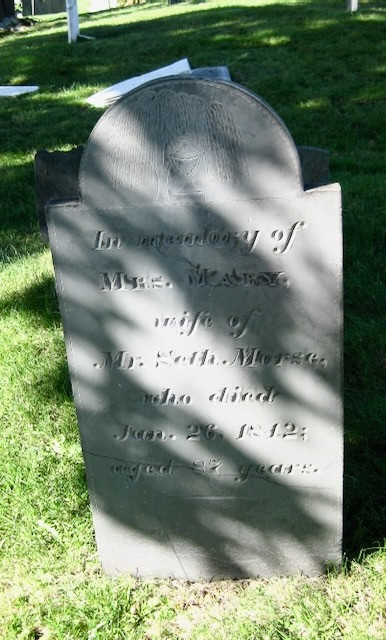 In memory of
Mrs. MARY,
wife of
Mr. Seth Morse,
who died
Jan. 26, 1842;
aged 27 years.